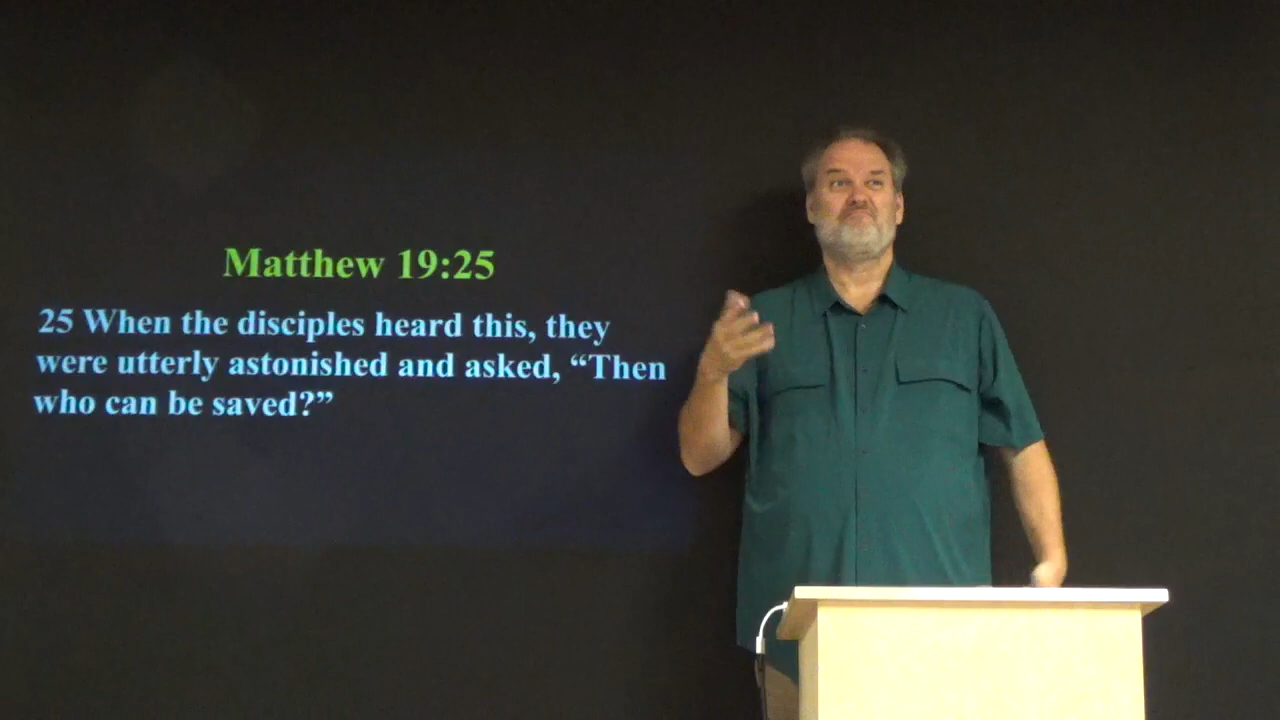 Matthew 19:25
25 When the disciples heard this, they
were utterly astonished and asked, “Then
who can be saved?”